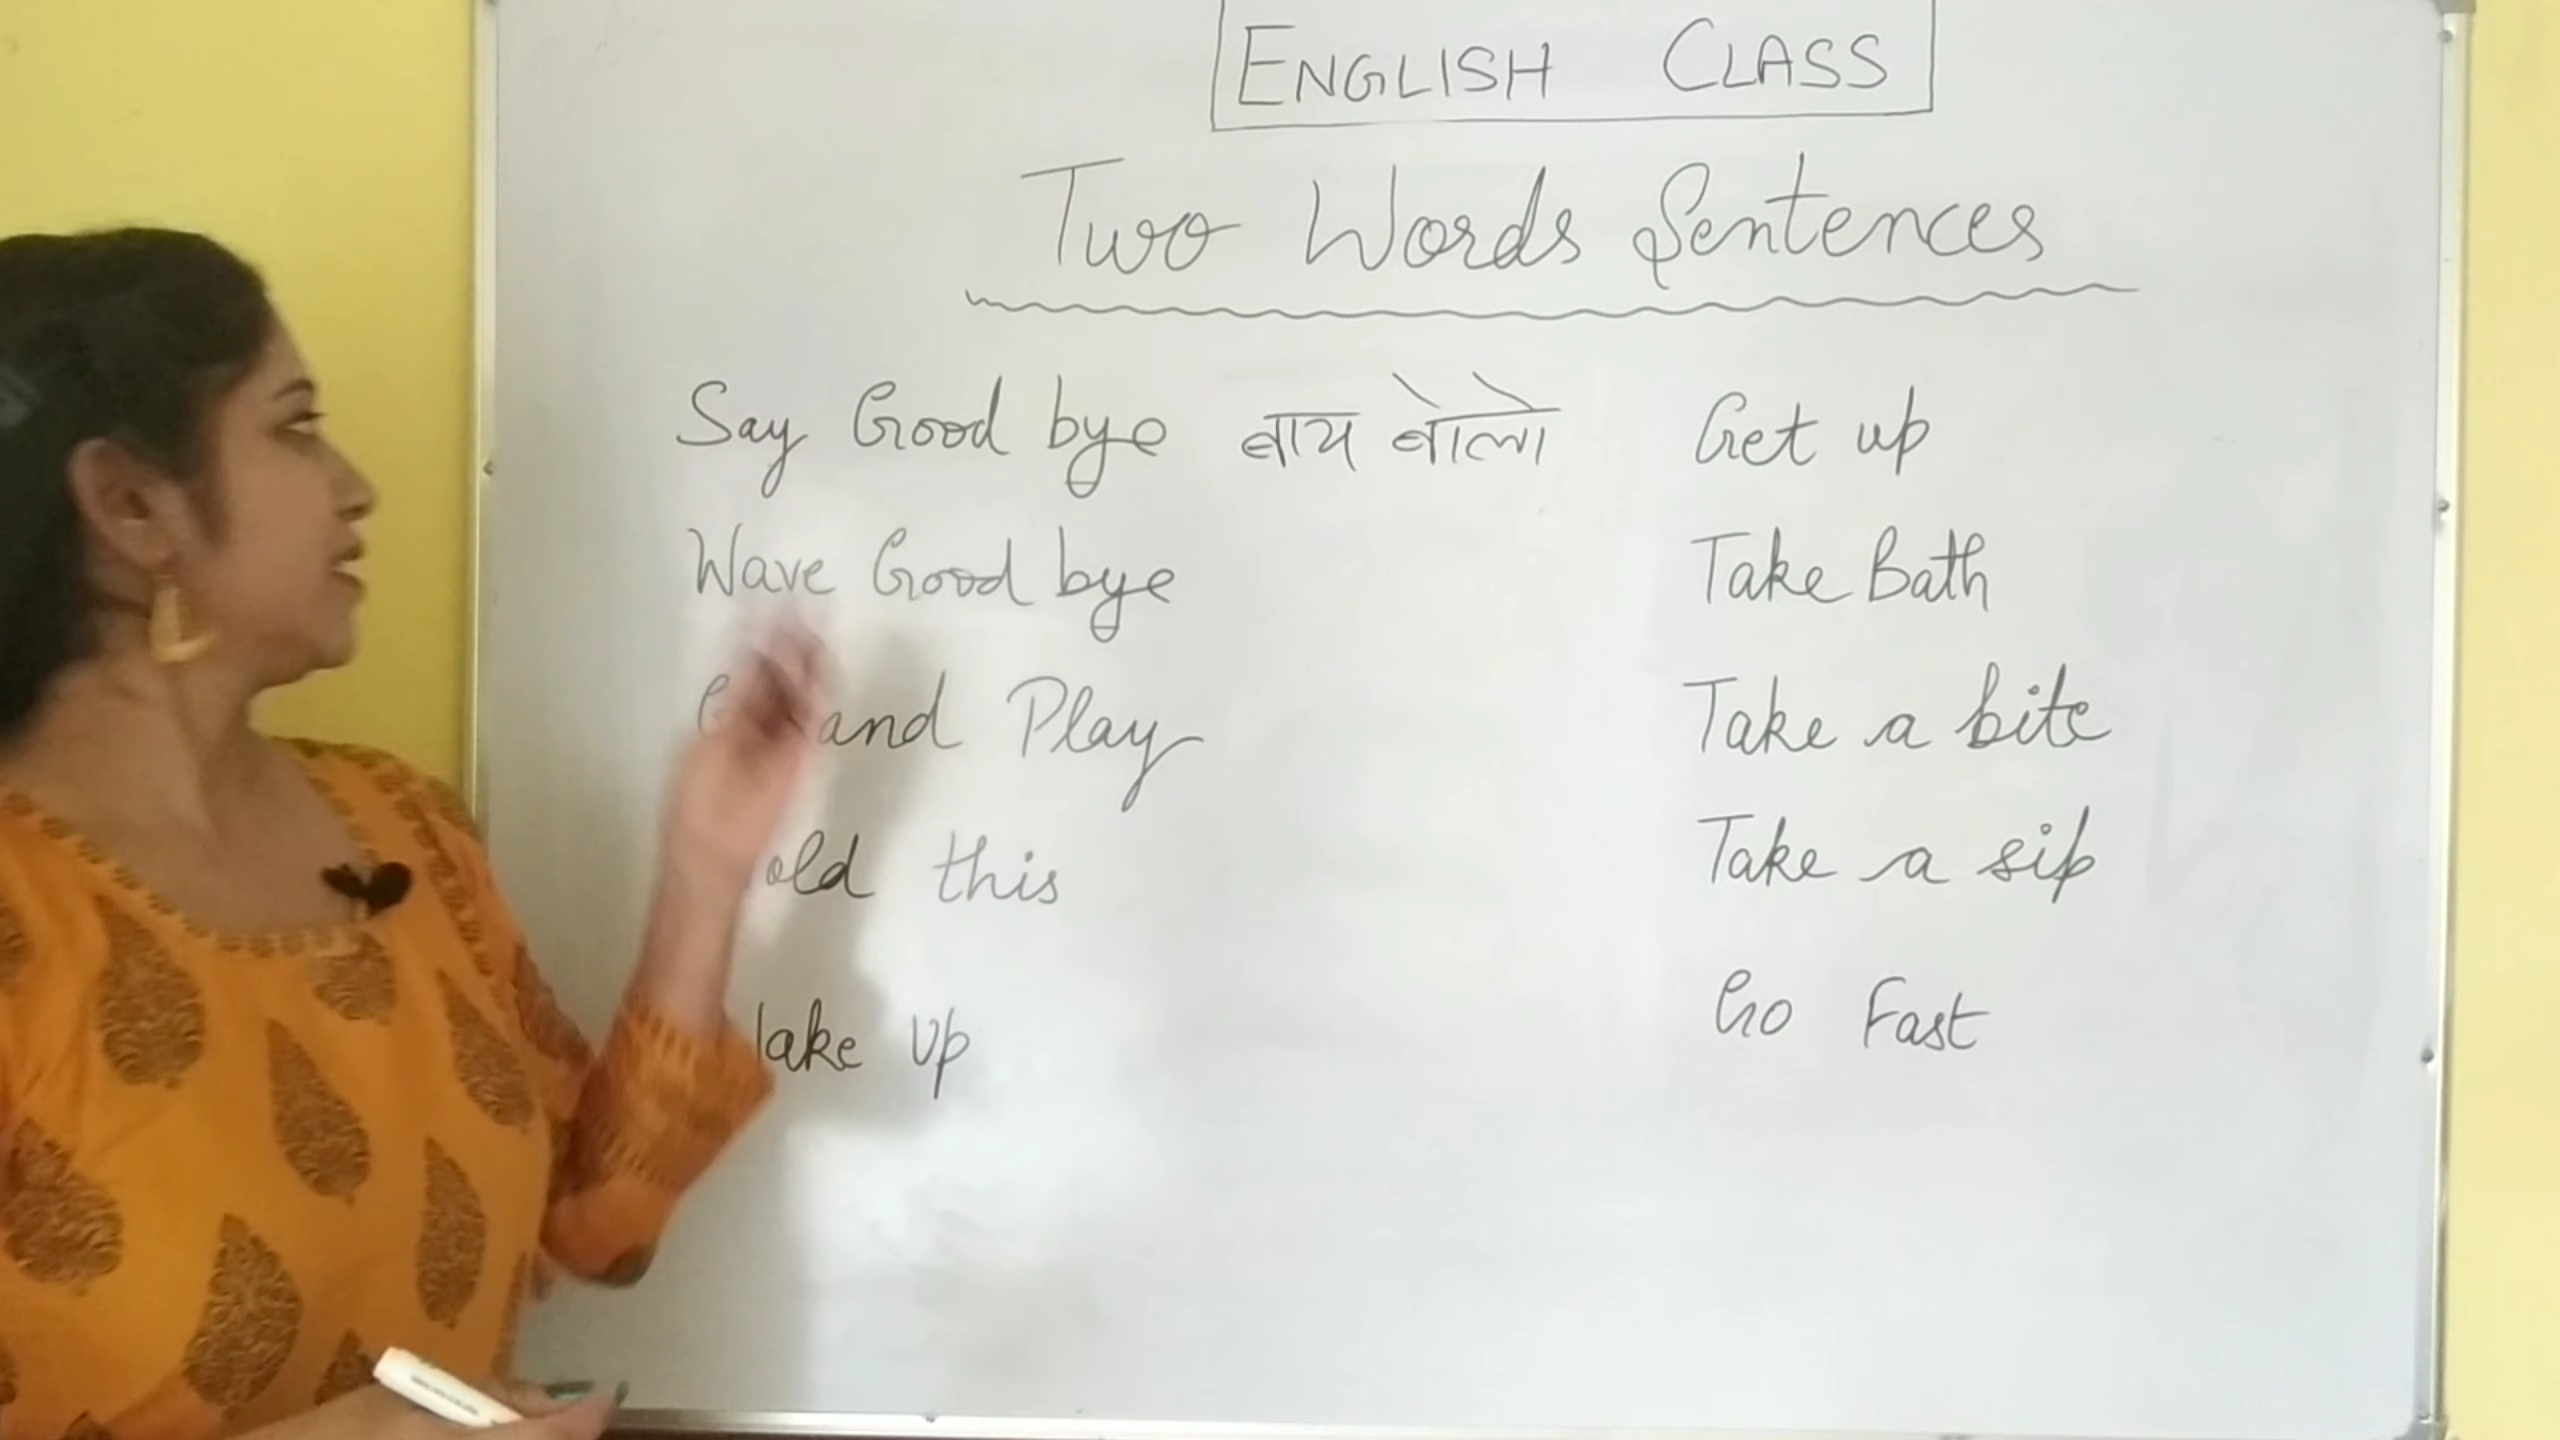 ENGLISH CLASS
Two Words Sentences
Say Good bye बाय बोलो
Wave Good bye
and Play
this
up
Get up
Take Bath
Take a bite
Take a sip
Go Fast